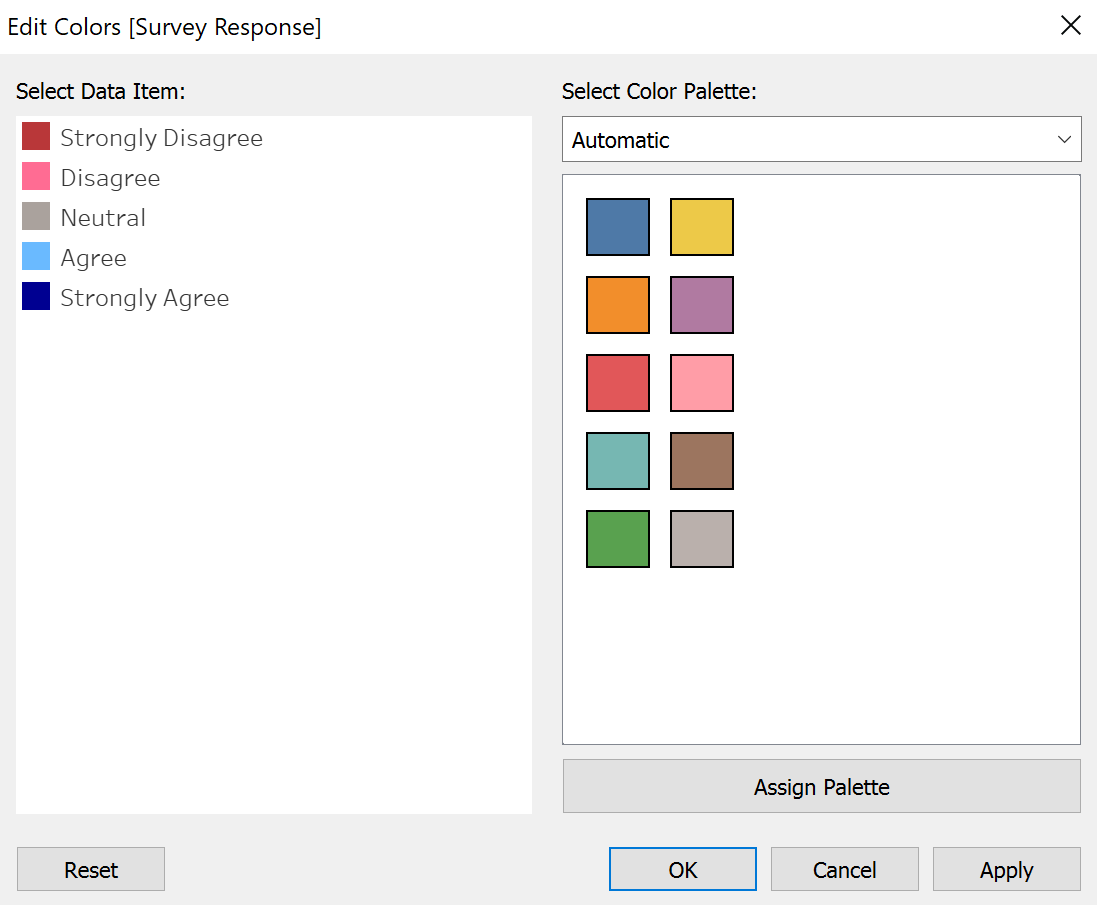 Edit Colors [Survey Response]
Select Data Item:
Strongly Disagree
Disagree
Neutral
Agree
Strongly Agree
Select Color Palette:
Automatic
Assign Palette
Reset
OK
Cancel
Apply